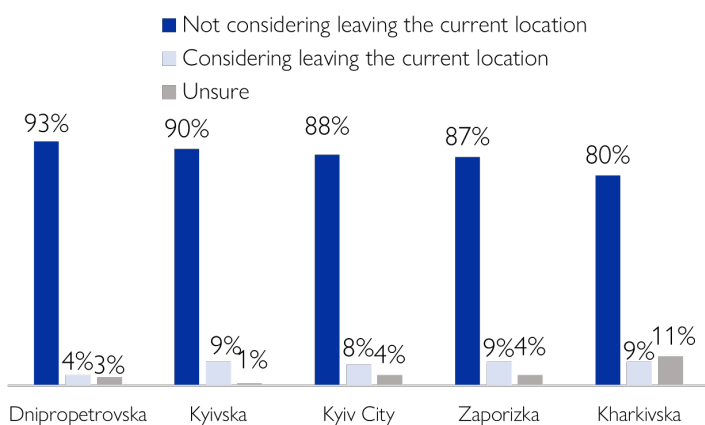 Not considering leaving the current location
Considering leaving the current location
Unsure
93%
4%
3%
90%
9%
1%
88%
8%
4%
87%
9%
4%
80%
9%
11%
Dnipropetrovska
Kyivska
Kyiv City
Zaporizka
Kharkivska